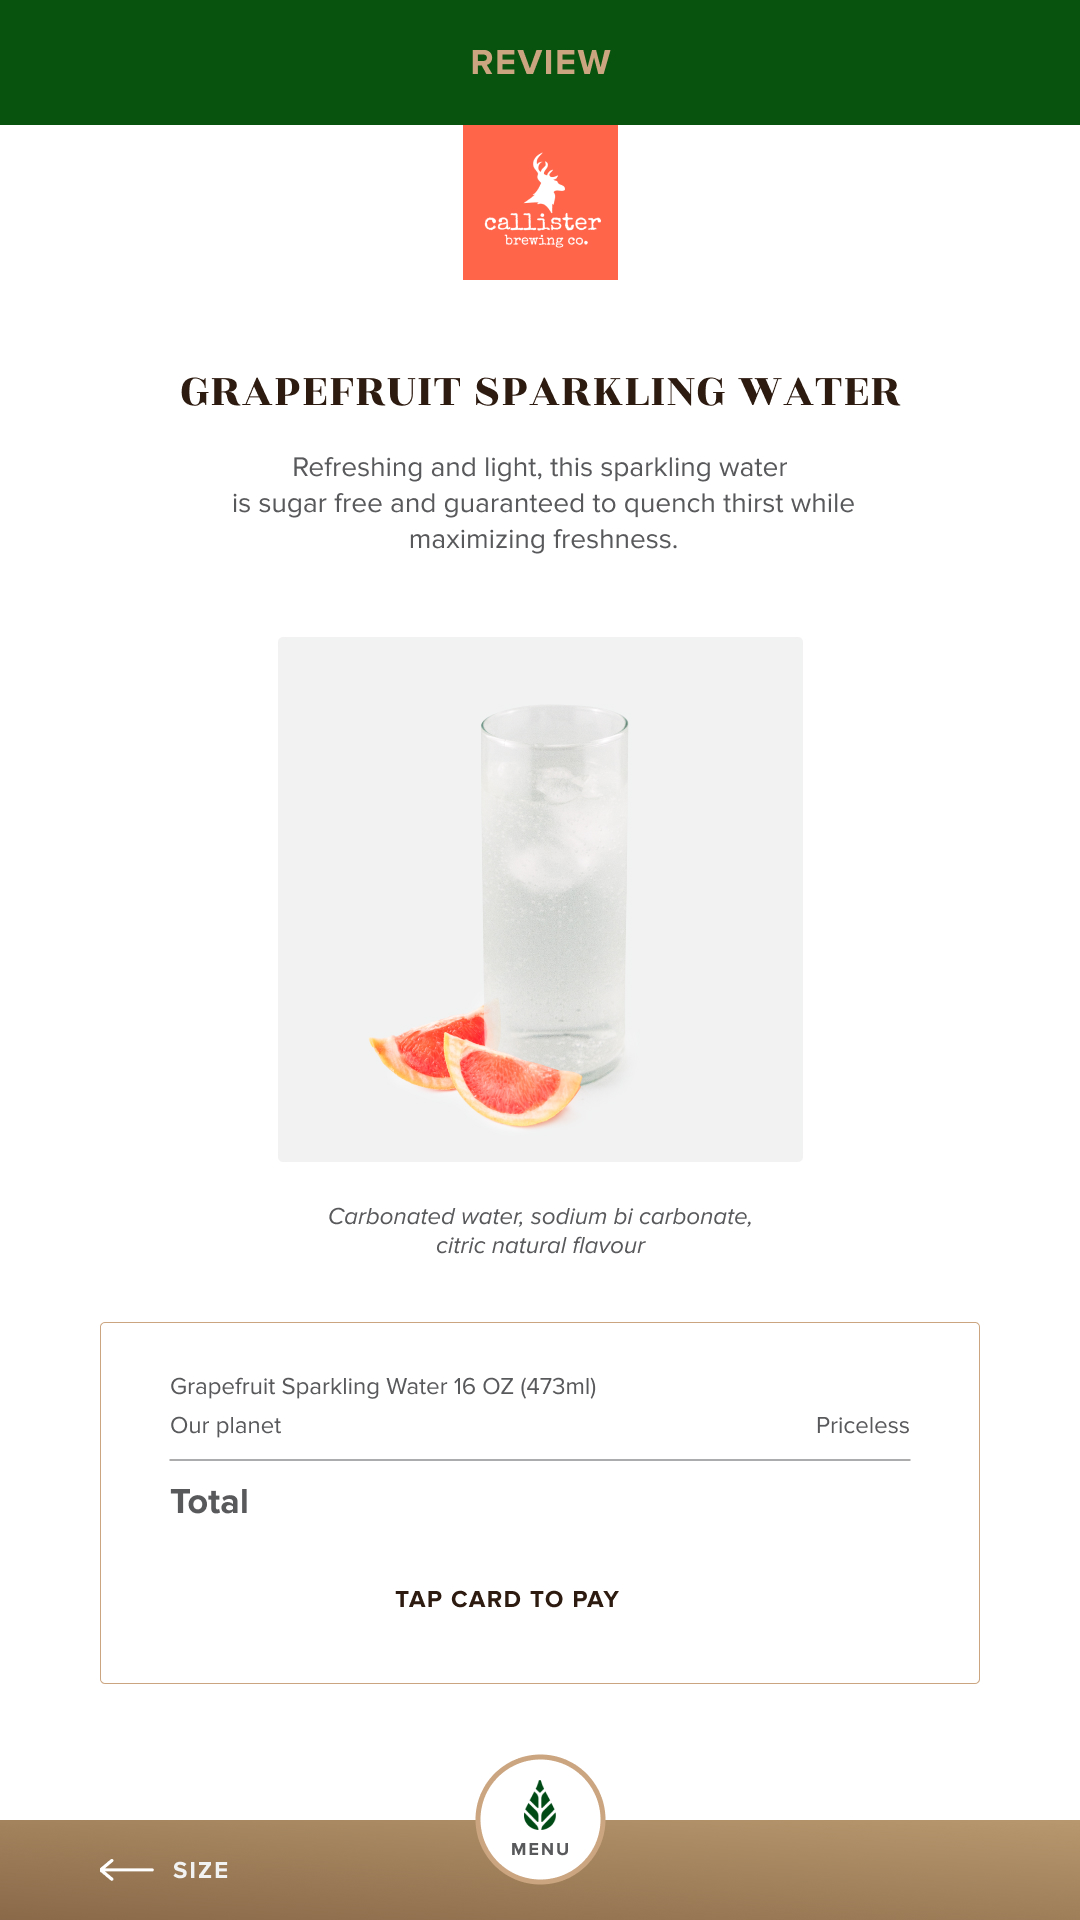 REVIEW
callister
brewing co.
GRAPEFRUIT SPARKLING WATER
Refreshing and light, this sparkling water
is sugar free and guaranteed to quench thirst while
maximizing freshness.
Carbonated water, sodium bi carbonate,
citric natural flavour
Grapefruit Sparkling Water 16 OZ (473ml)
Our planet Priceless
Total
TAP CARD TO PAY
MENU
SIZE